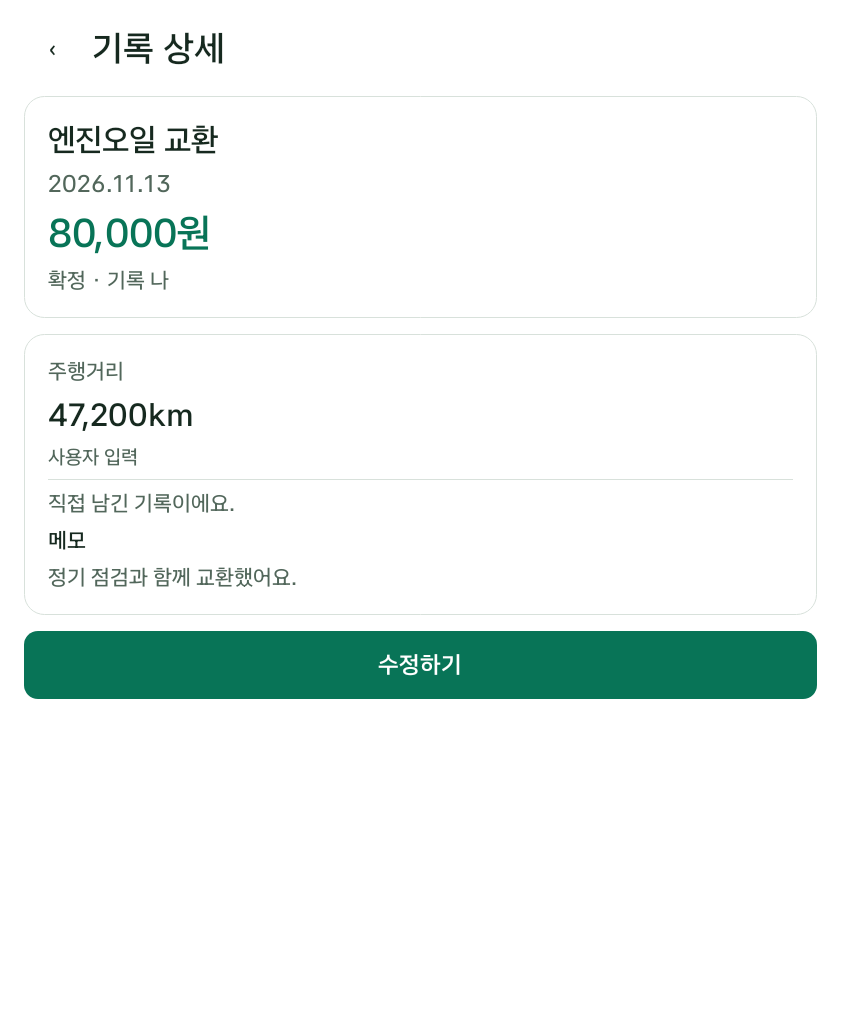 ‹ 기록 상세
엔진오일 교환
2026.11.13
80,000원
확정 · 기록 나
주행거리
47,200km
사용자 입력
직접 남긴 기록이에요.
메모
정기 점검과 함께 교환했어요.
수정하기